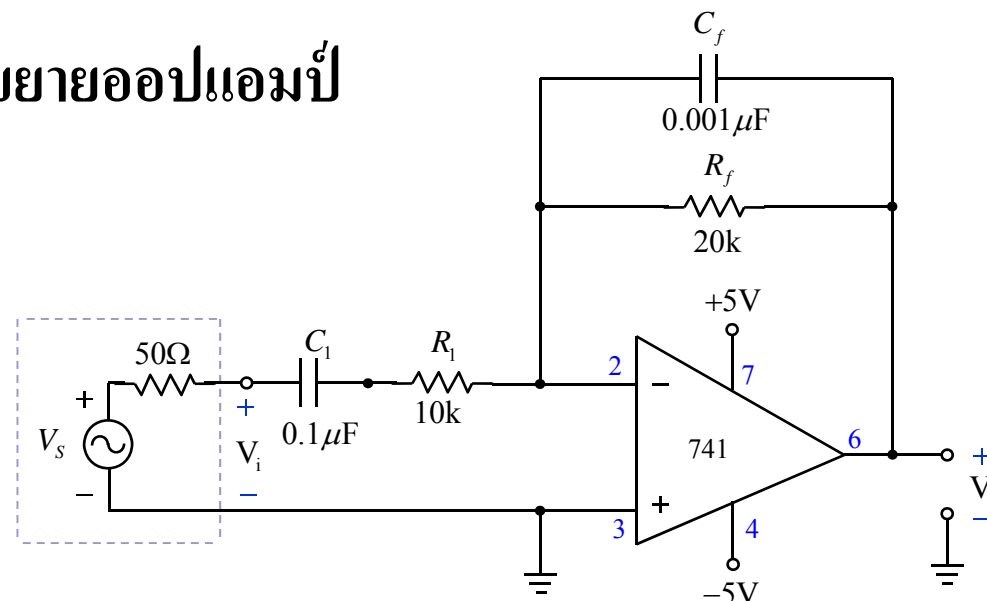 ขยายออปแอมป์
C_f
0.001μF
R_f
20k
+5V
50Ω
C_1
R_1
2
−
7
+
+
0.1μF
10k
V_S
V_i
741
6
+
−
−
+
V
3
4
−
−5V